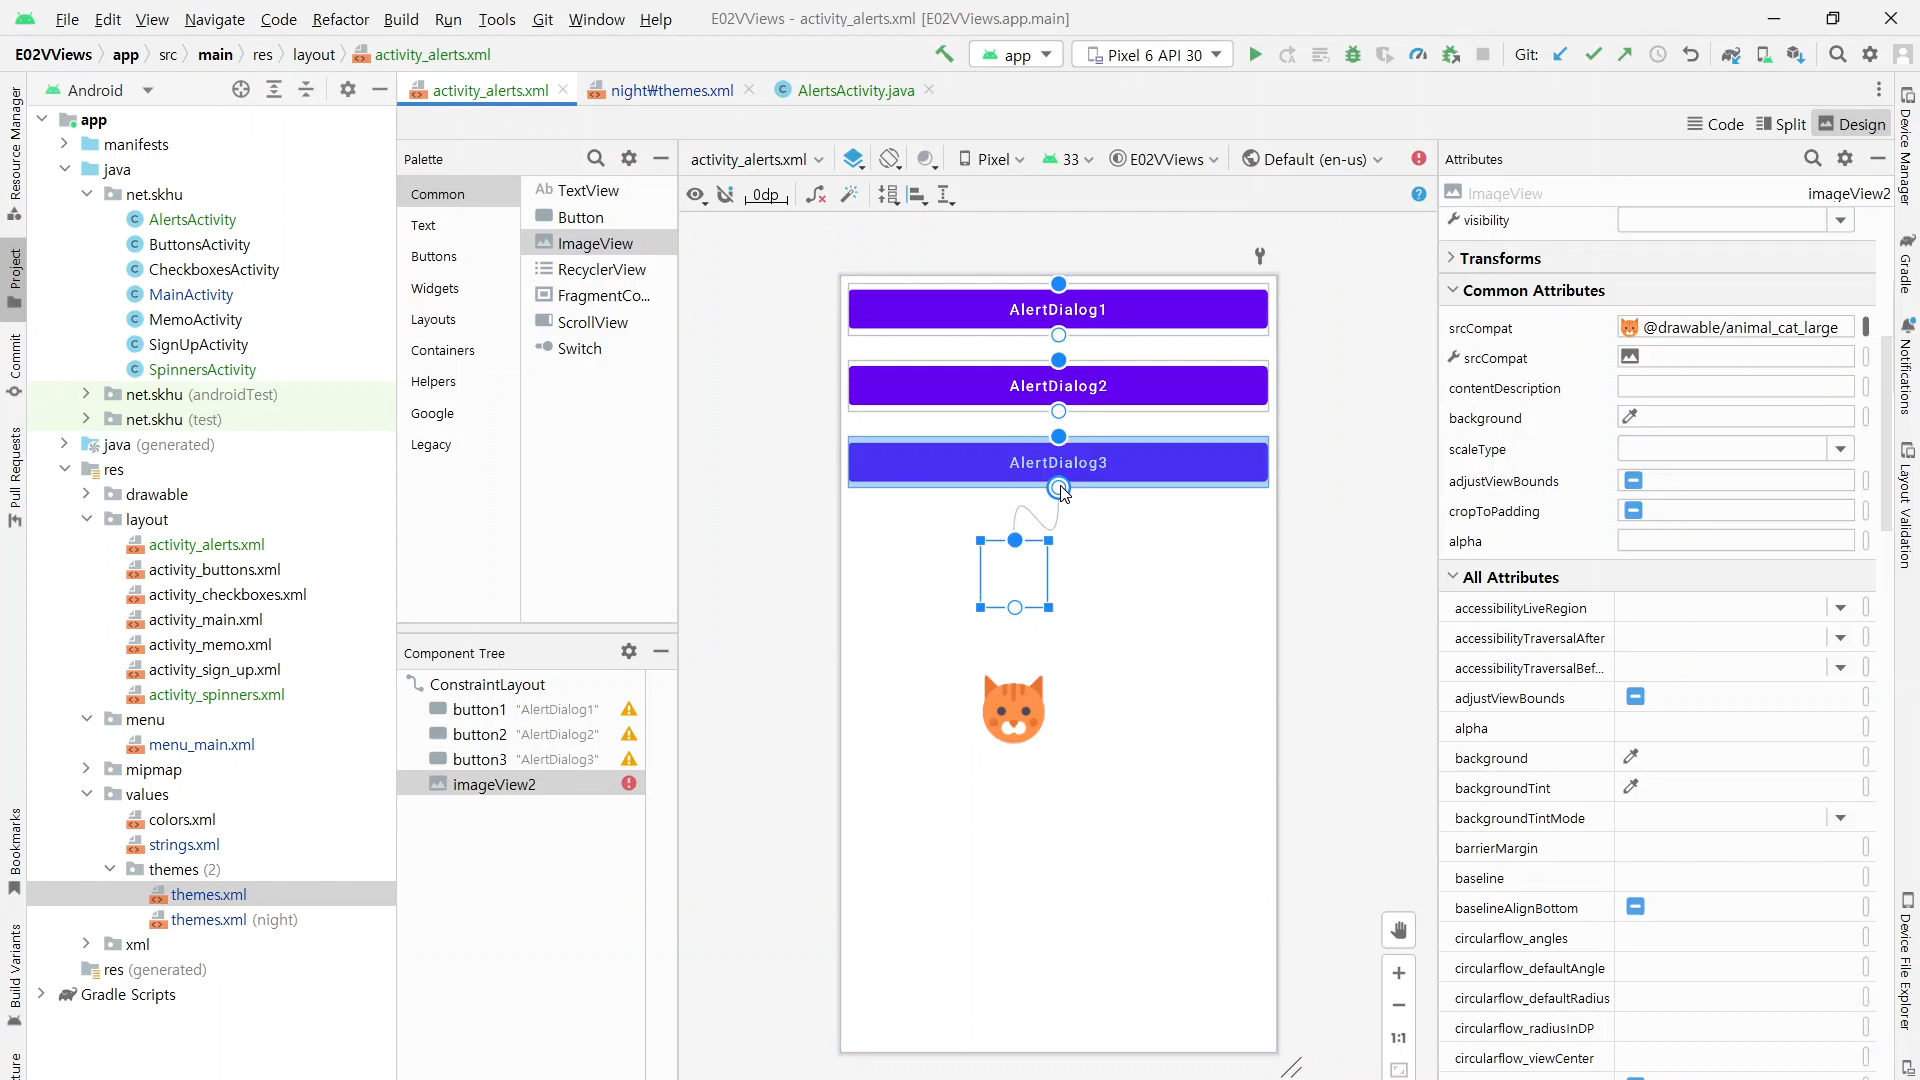 File Edit View Navigate Code Refactor Build Run Tools Git Window Help E02VViews - activity_alerts.xml [E02VViews.app.main]
E02VViews app src main res layout activity_alerts.xml app Pixel 6 API 30 Git:
Android activity_alerts.xml night₩themes.xml AlertsActivity.java
Code Split Design
Resource Manager
Project
Commit
Pull Requests
Bookmarks
Build Variants
app
manifests
java
net.skhu
AlertsActivity
ButtonsActivity
CheckboxesActivity
MainActivity
MemoActivity
SignUpActivity
SpinnersActivity
net.skhu (androidTest)
net.skhu (test)
java (generated)
res
drawable
layout
activity_alerts.xml
activity_buttons.xml
activity_checkboxes.xml
activity_main.xml
activity_memo.xml
activity_sign_up.xml
activity_spinners.xml
menu
menu_main.xml
mipmap
values
colors.xml
strings.xml
themes (2)
themes.xml
themes.xml (night)
xml
res (generated)
Gradle Scripts
Palette
Common
Text
Buttons
Widgets
Layouts
Containers
Helpers
Google
Legacy
Ab TextView
Button
ImageView
RecyclerView
FragmentCo...
ScrollView
Switch
Component Tree
ConstraintLayout
button1 "AlertDialog1"
button2 "AlertDialog2"
button3 "AlertDialog3"
imageView2
activity_alerts.xml Pixel 33 E02VViews Default (en-us)
0dp
AlertDialog1
AlertDialog2
AlertDialog3
1:1
Attributes
ImageView imageView2
visibility
Transforms
Common Attributes
srcCompat @drawable/animal_cat_large
srcCompat
contentDescription
background
scaleType
adjustViewBounds
cropToPadding
alpha
All Attributes
accessibilityLiveRegion
accessibilityTraversalAfter
accessibilityTraversalBef...
adjustViewBounds
alpha
background
backgroundTint
backgroundTintMode
barrierMargin
baseline
baselineAlignBottom
circularflow_angles
circularflow_defaultAngle
circularflow_defaultRadius
circularflow_radiusInDP
circularflow_viewCenter
Device Manager
Gradle
Notifications
Layout Validation
Device File Explorer